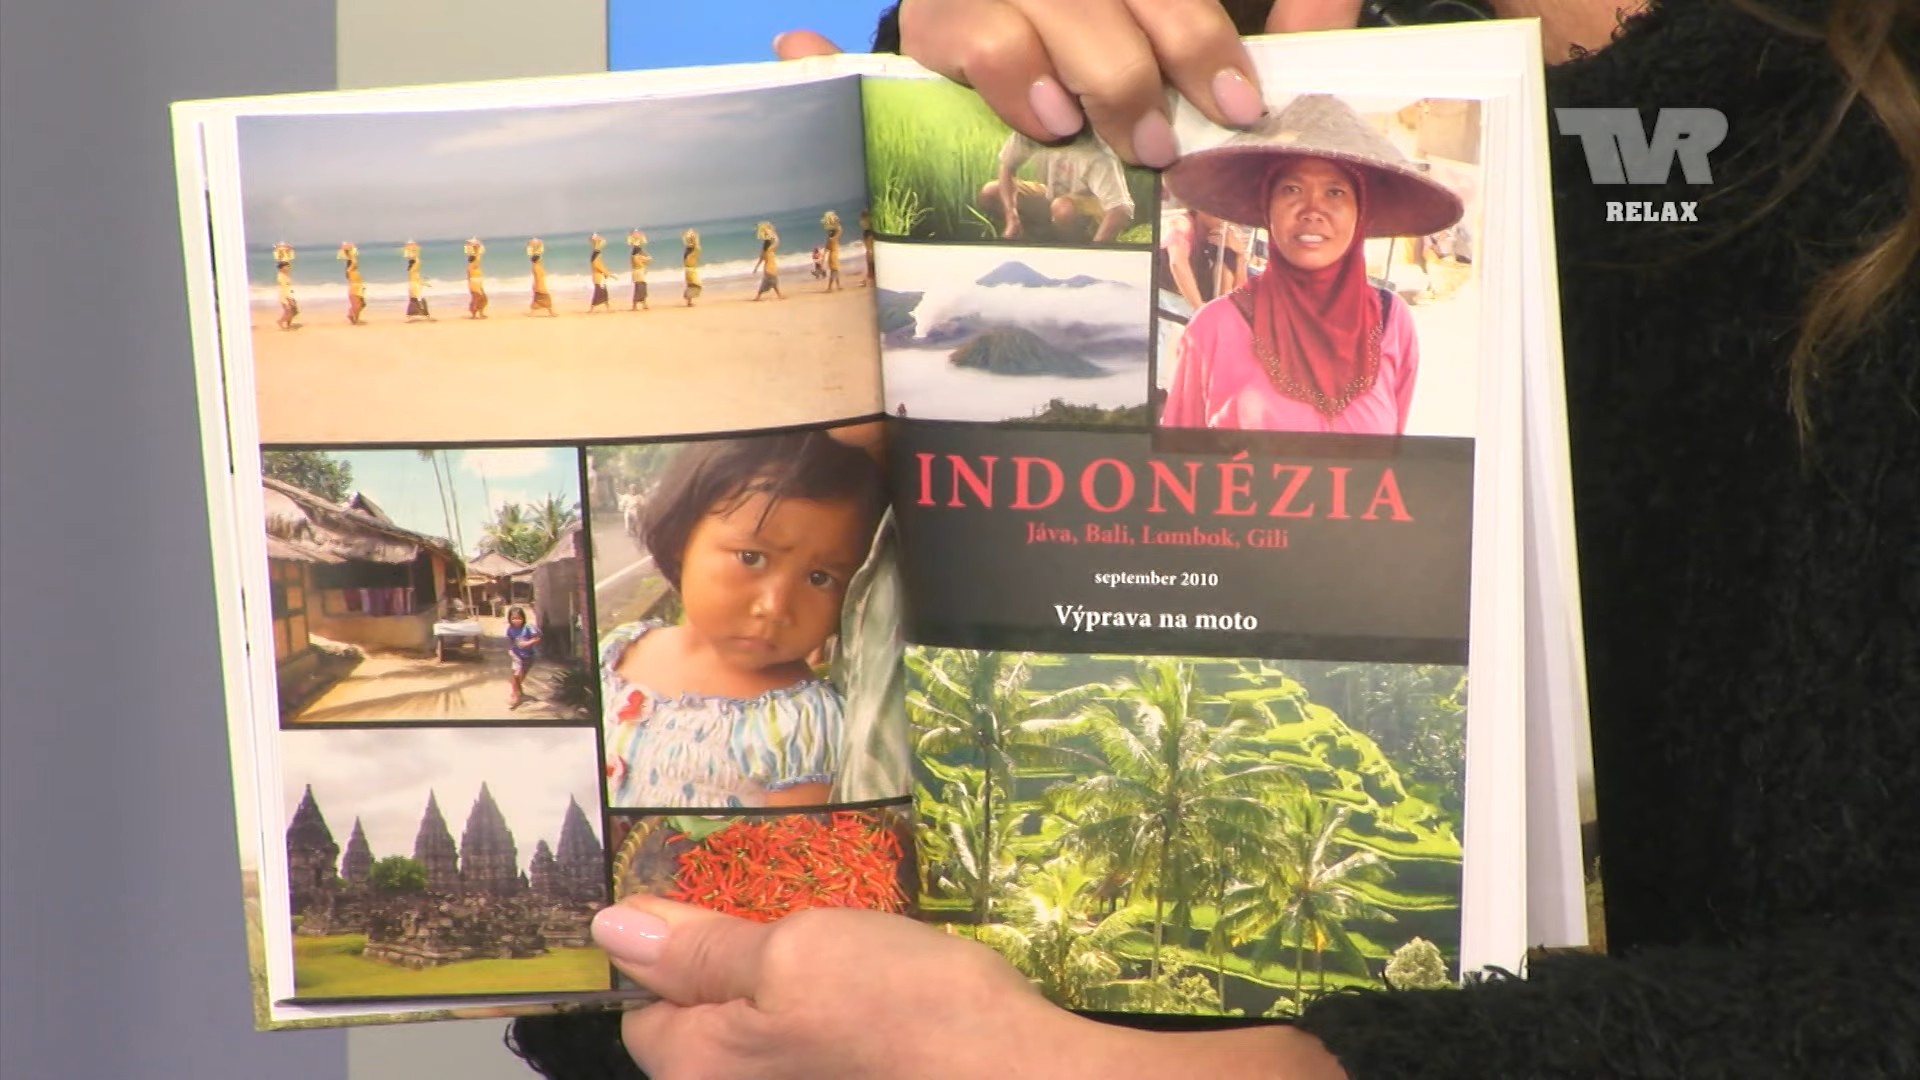 TVR
RELAX
INDONÉZIA
Jáva, Bali, Lombok, Gili
september 2010
Výprava na moto